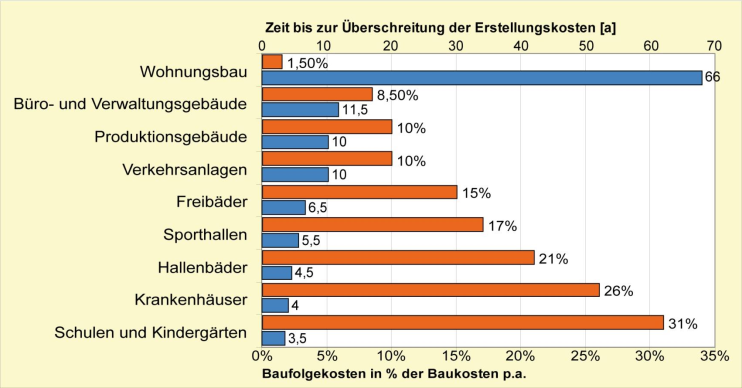 Zeit bis zur Überschreitung der Erstellungskosten [a]
0 10 20 30 40 50 60 70
1,50%
Wohnungsbau 66
8,50%
Büro- und Verwaltungsgebäude 11,5
10%
Produktionsgebäude 10
10%
Verkehrsanlagen 10
15%
Freibäder 6,5
17%
Sporthallen 5,5
21%
Hallenbäder 4,5
26%
Krankenhäuser 4
31%
Schulen und Kindergärten 3,5
0% 5% 10% 15% 20% 25% 30% 35%
Baufolgekosten in % der Baukosten p.a.